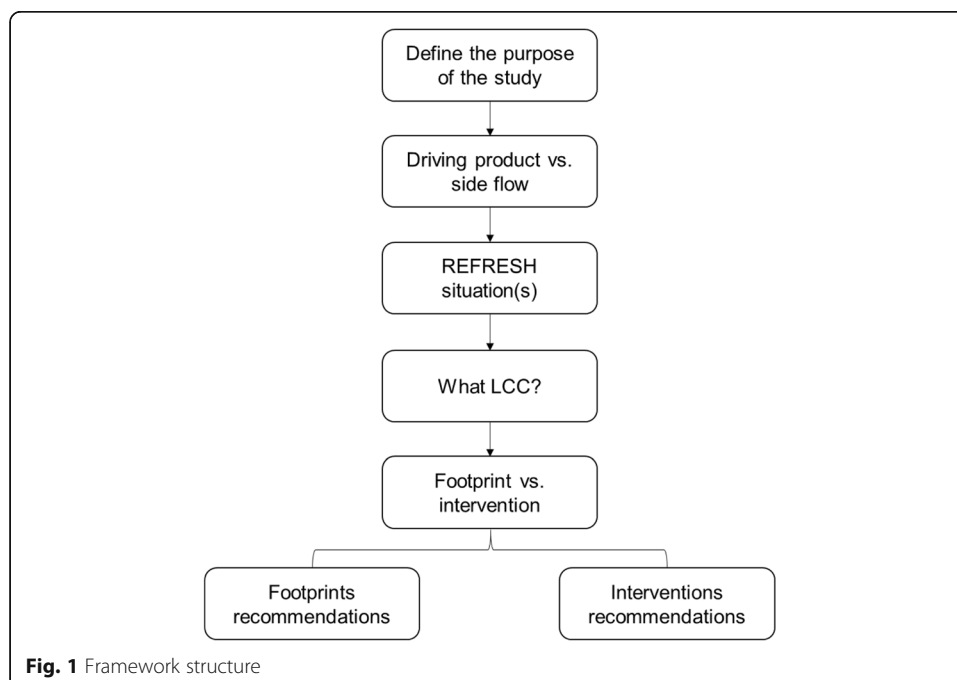 Define the purpose
of the study
Driving product vs.
side flow
REFRESH
situation(s)
What LCC?
Footprint vs.
intervention
Footprints
recommendations
Interventions
recommendations
Fig. 1 Framework structure